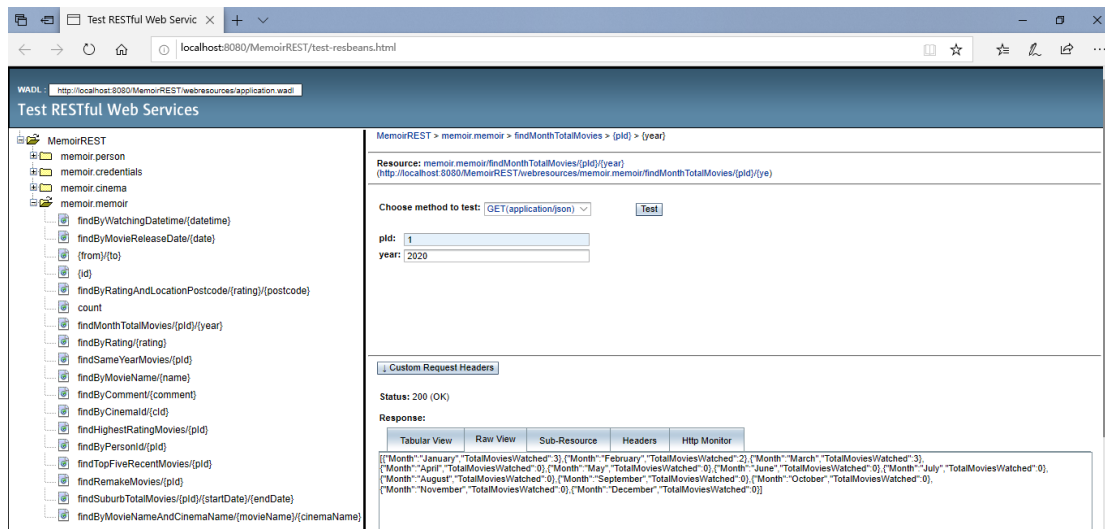 Test RESTful Web Servic
localhost:8080/MemoirREST/test-resbeans.html
WADL : http://localhost:8080/MemoirREST/webresources/application.wadl
Test RESTful Web Services
MemoirREST
memoir.person
memoir.credentials
memoir.cinema
memoir.memoir
findByWatchingDatetime/{datetime}
findByMovieReleaseDate/{date}
{from}/{to}
{id}
findByRatingAndLocationPostcode/{rating}/{postcode}
count
findMonthTotalMovies/{pId}/{year}
findByRating/{rating}
findSameYearMovies/{pId}
findByMovieName/{name}
findByComment/{comment}
findByCinemaId/{cId}
findHighestRatingMovies/{pId}
findByPersonId/{pId}
findTopFiveRecentMovies/{pId}
findRemakeMovies/{pId}
findSuburbTotalMovies/{pId}/{startDate}/{endDate}
findByMovieNameAndCinemaName/{movieName}/{cinemaName}
MemoirREST > memoir.memoir > findMonthTotalMovies > {pId} > {year}
Resource: memoir.memoir/findMonthTotalMovies/{pId}/{year}
(http://localhost:8080/MemoirREST/webresources/memoir.memoir/findMonthTotalMovies/{pId}/{ye)
Choose method to test: GET(application/json) Test
pId: 1
year: 2020
↓ Custom Request Headers
Status: 200 (OK)
Response:
Tabular View Raw View Sub-Resource Headers Http Monitor
[{"Month":"January","TotalMoviesWatched":3},{"Month":"February","TotalMoviesWatched":2},{"Month":"March","TotalMoviesWatched":3},
{"Month":"April","TotalMoviesWatched":0},{"Month":"May","TotalMoviesWatched":0},{"Month":"June","TotalMoviesWatched":0},{"Month":"July","TotalMoviesWatched":0},
{"Month":"August","TotalMoviesWatched":0},{"Month":"September","TotalMoviesWatched":0},{"Month":"October","TotalMoviesWatched":0},
{"Month":"November","TotalMoviesWatched":0},{"Month":"December","TotalMoviesWatched":0}]